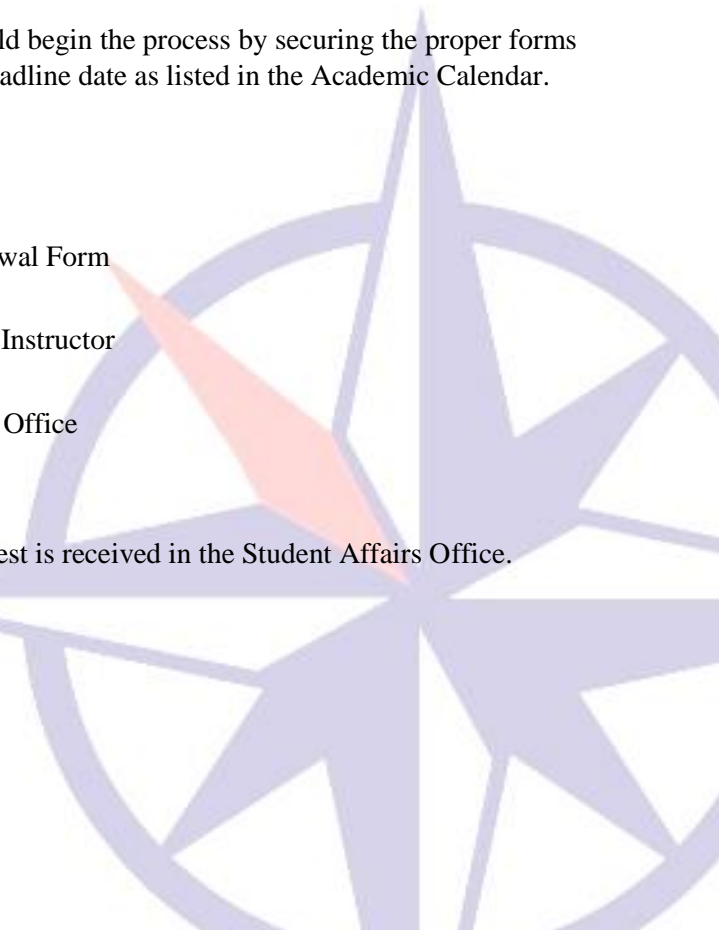 ld begin the process by securing the proper forms
adline date as listed in the Academic Calendar.
wal Form
Instructor
Office
est is received in the Student Affairs Office.